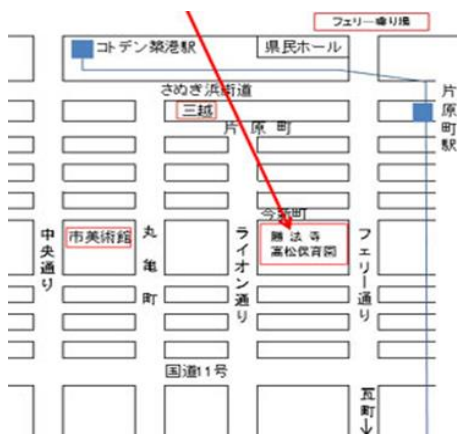 フェリー乗り場
コトデン築港駅
県民ホール
さぬき浜街道
三越
片原町
片原町駅
今新町
市美術館
勝法寺
高松保育園
中央通り
丸亀町
ライオン通り
フェリー通り
国道11号
瓦町→